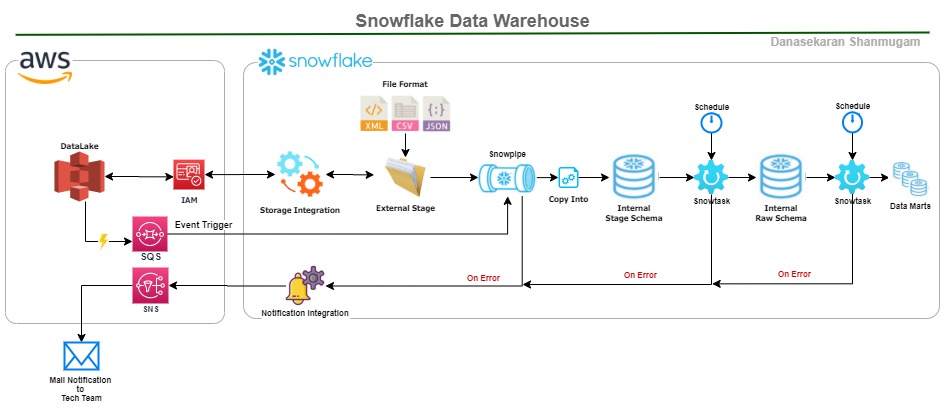 Snowflake Data Warehouse
Danasekaran Shanmugam
aws
snowflake
File Format
XML
CSV
JSON
Schedule
Schedule
DataLake
Snowpipe
IAM
Storage Integration
External Stage
Copy Into
Internal
Stage Schema
Snowtask
Internal
Raw Schema
Snowtask
Data Marts
Event Trigger
SQS
On Error
On Error
On Error
SNS
Notification Integration
Mail Notification
to
Tech Team